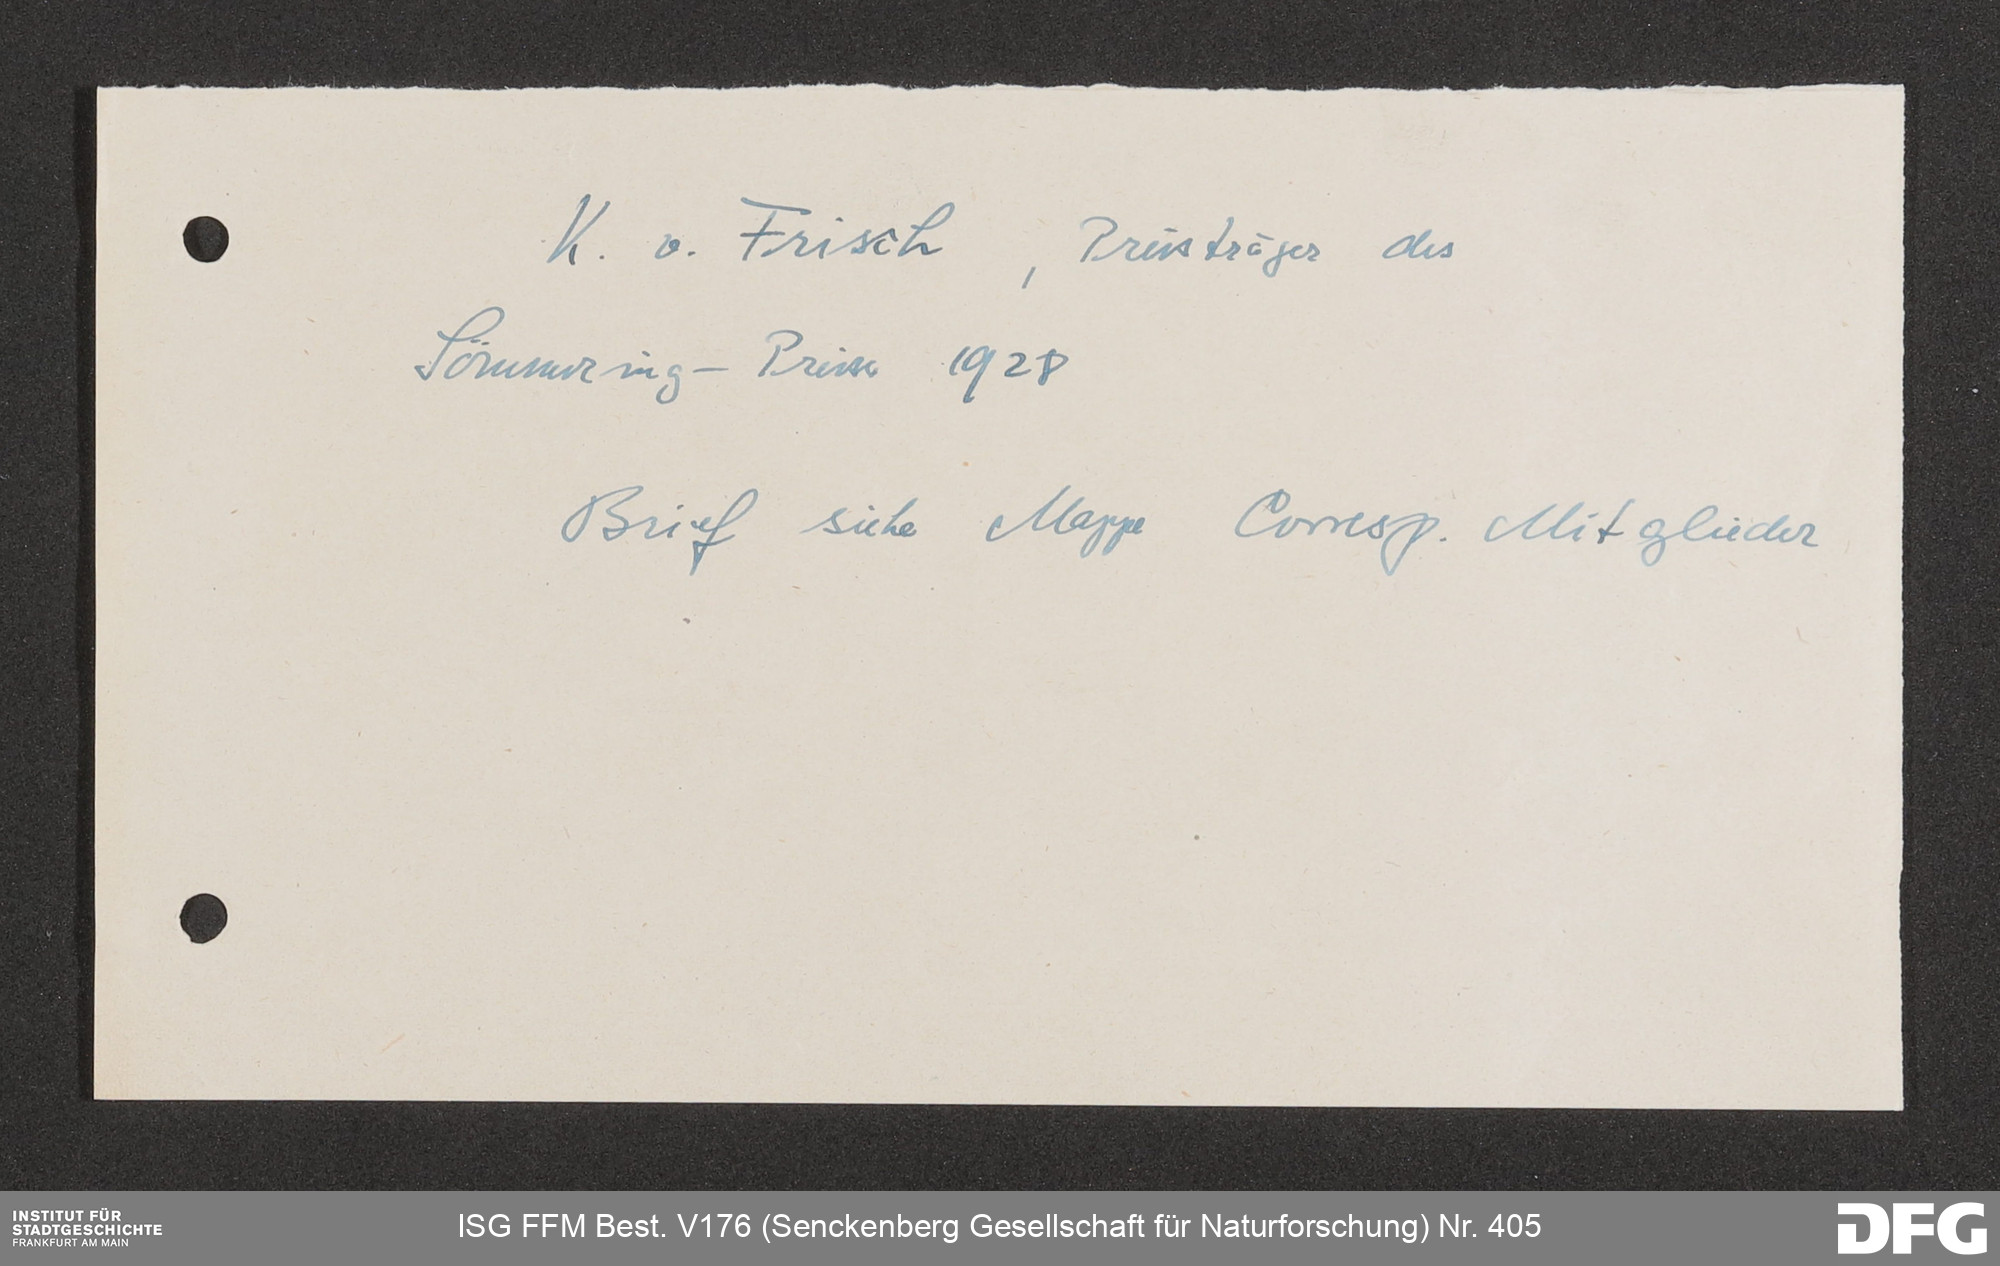 K. v. Frisch, Preisträger des
Sömmering-Preises 1928
Brief siehe Mappe Corresp. Mitglieder
INSTITUT FÜR
STADTGESCHICHTE
FRANKFURT AM MAIN
ISG FFM Best. V176 (Senckenberg Gesellschaft für Naturforschung) Nr. 405
DFG